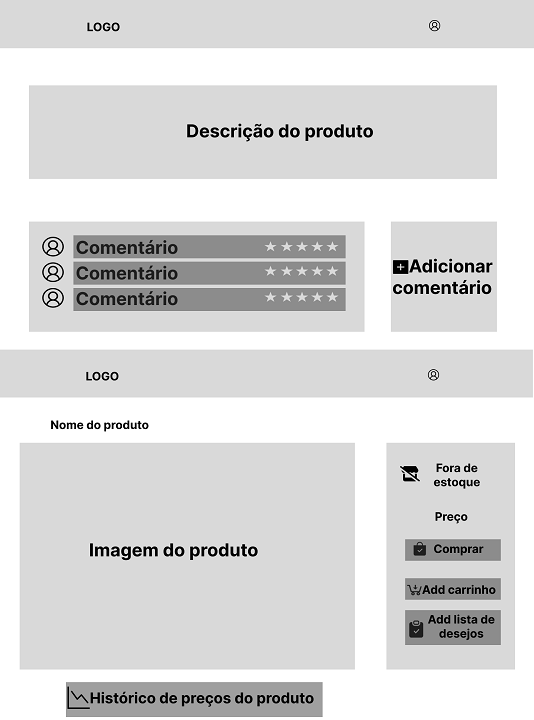 LOGO
Descrição do produto
Comentário
Comentário
Comentário
Adicionar
comentário
LOGO
Nome do produto
Imagem do produto
Fora de
estoque
Preço
Comprar
Add carrinho
Add lista de
desejos
Histórico de preços do produto